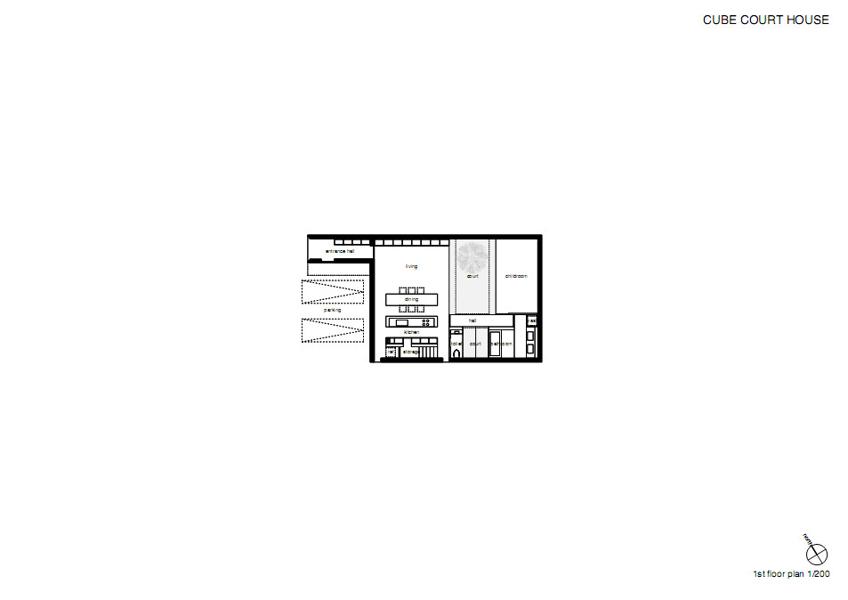 CUBE COURT HOUSE
entrance hall
living
court
childroom
dining
parking
hall
kitchen
ref
storage
toilet
court
bathroom
north
1st floor plan 1/200